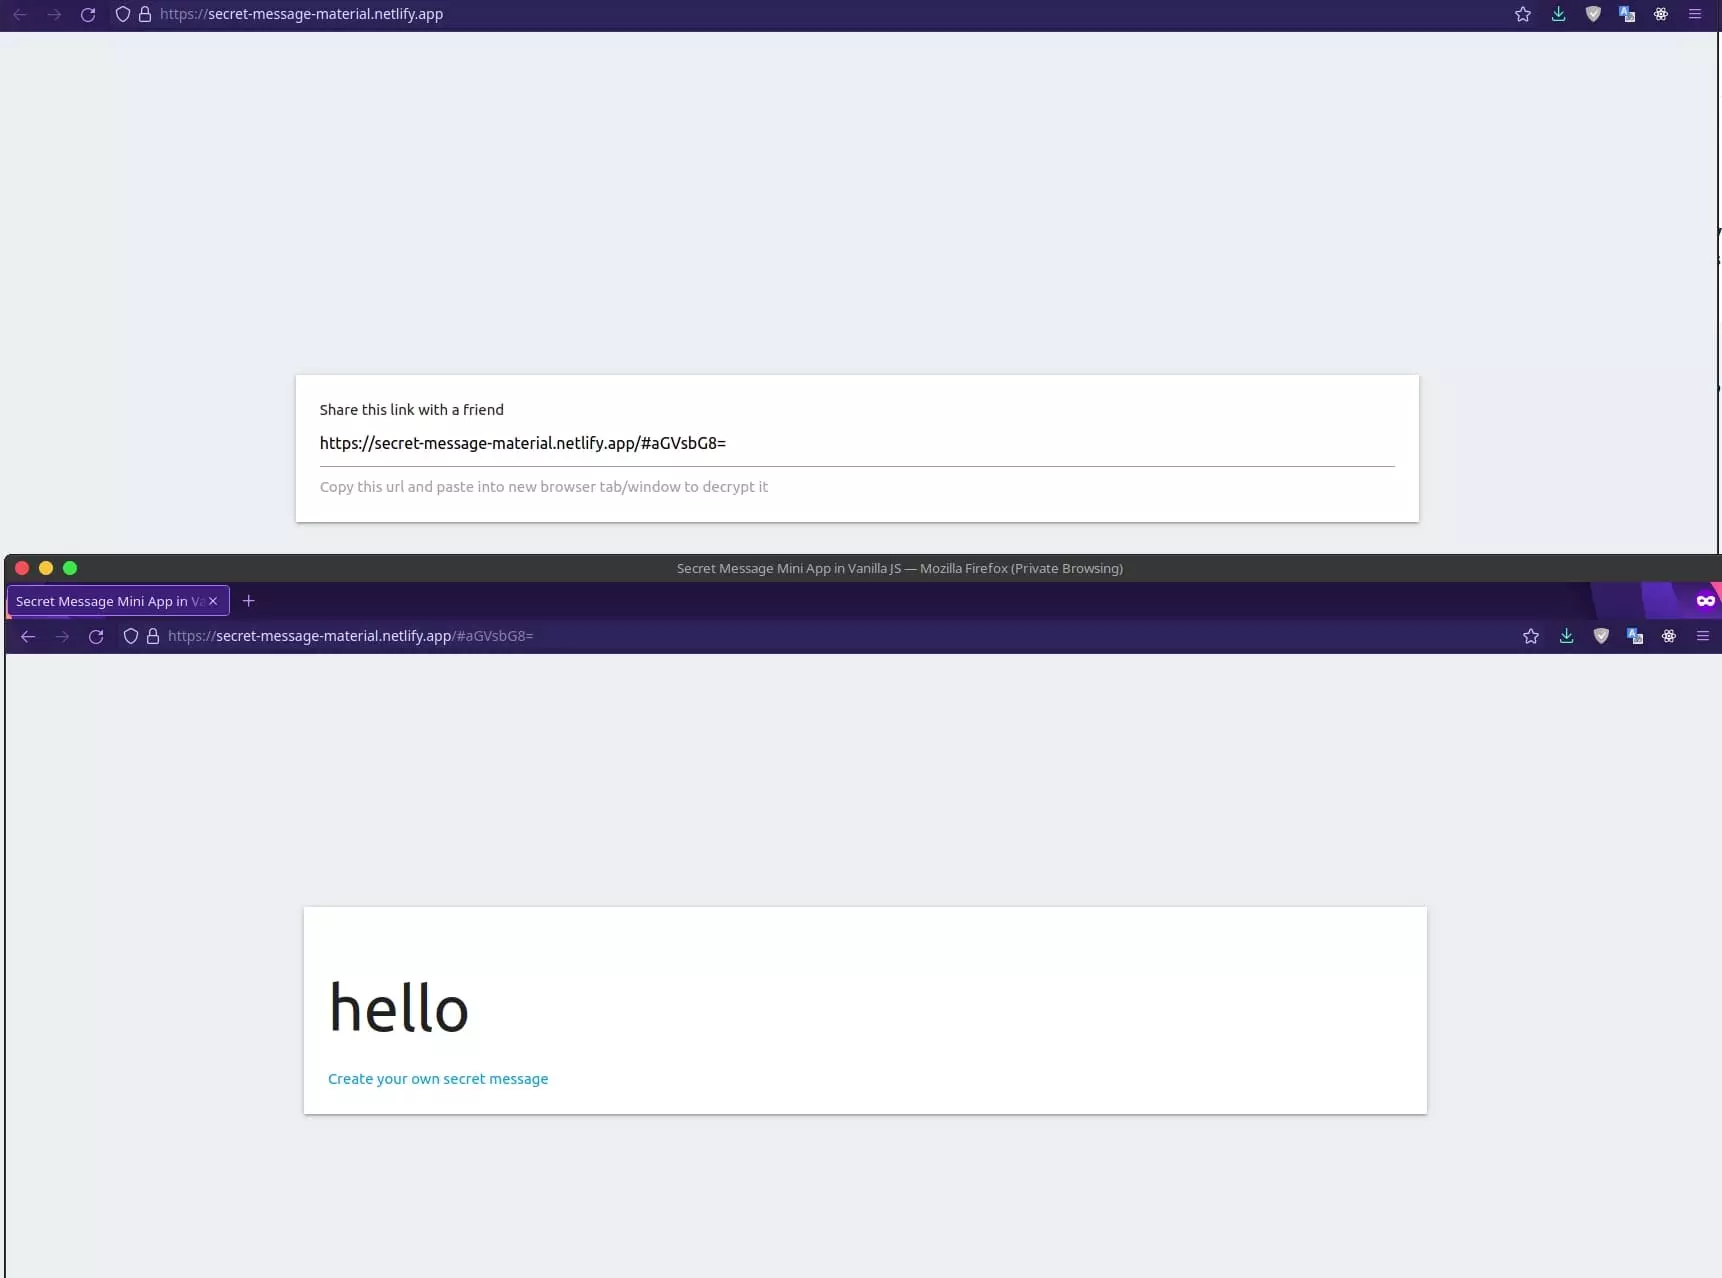 https://secret-message-material.netlify.app
Share this link with a friend
https://secret-message-material.netlify.app/#aGVsbG8=
Copy this url and paste into new browser tab/window to decrypt it
Secret Message Mini App in Vanilla JS — Mozilla Firefox (Private Browsing)
Secret Message Mini App in Va
https://secret-message-material.netlify.app/#aGVsbG8=
hello
Create your own secret message